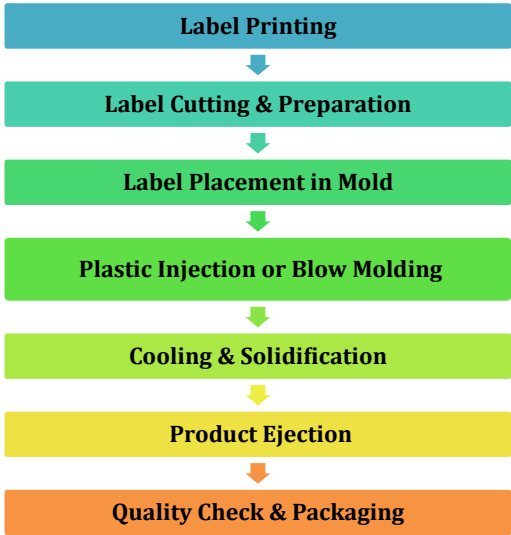 Label Printing
Label Cutting & Preparation
Label Placement in Mold
Plastic Injection or Blow Molding
Cooling & Solidification
Product Ejection
Quality Check & Packaging